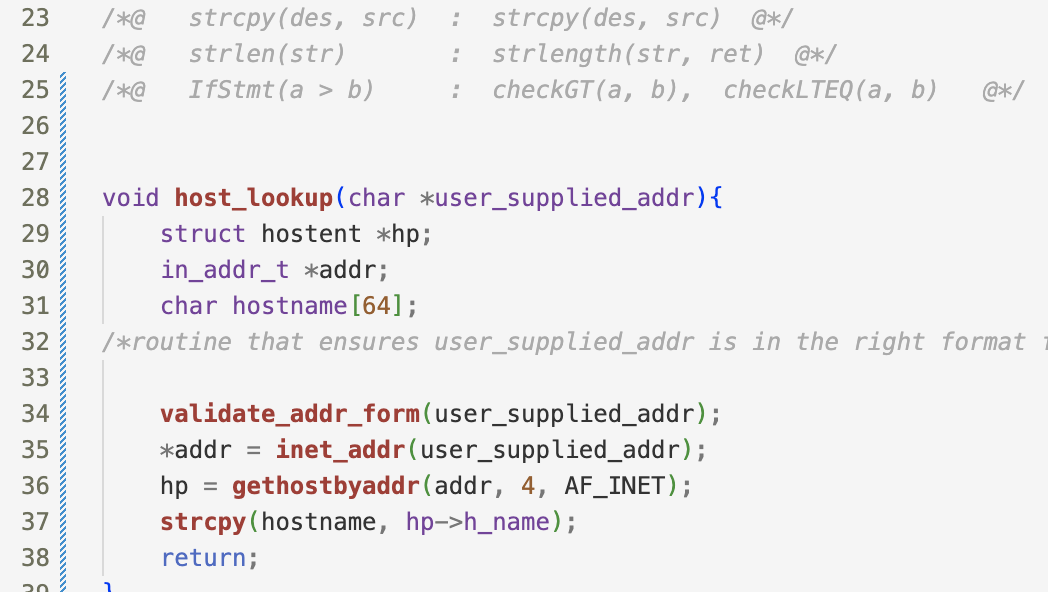 23 /*@   strcpy(des, src)  :  strcpy(des, src)  @*/
24 /*@   strlen(str)       :  strlength(str, ret)  @*/
25 /*@   IfStmt(a > b)     :  checkGT(a, b),  checkLTEQ(a, b)   @*/
26
27
28 void host_lookup(char *user_supplied_addr){
29     struct hostent *hp;
30     in_addr_t *addr;
31     char hostname[64];
32 /*routine that ensures user_supplied_addr is in the right format
33
34     validate_addr_form(user_supplied_addr);
35     *addr = inet_addr(user_supplied_addr);
36     hp = gethostbyaddr(addr, 4, AF_INET);
37     strcpy(hostname, hp->h_name);
38     return;
39 }